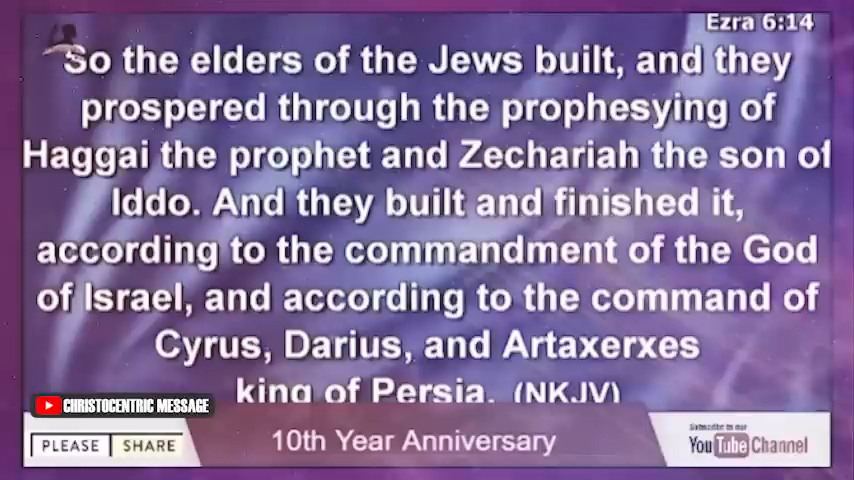 Ezra 6:14
So the elders of the Jews built, and they
prospered through the prophesying of
Haggai the prophet and Zechariah the son of
Iddo. And they built and finished it,
according to the commandment of the God
of Israel, and according to the command of
Cyrus, Darius, and Artaxerxes
king of Persia. (NKJV)
CHRISTOCENTRIC MESSAGE
PLEASE SHARE
10th Year Anniversary
Subscribe to our
YouTube Channel